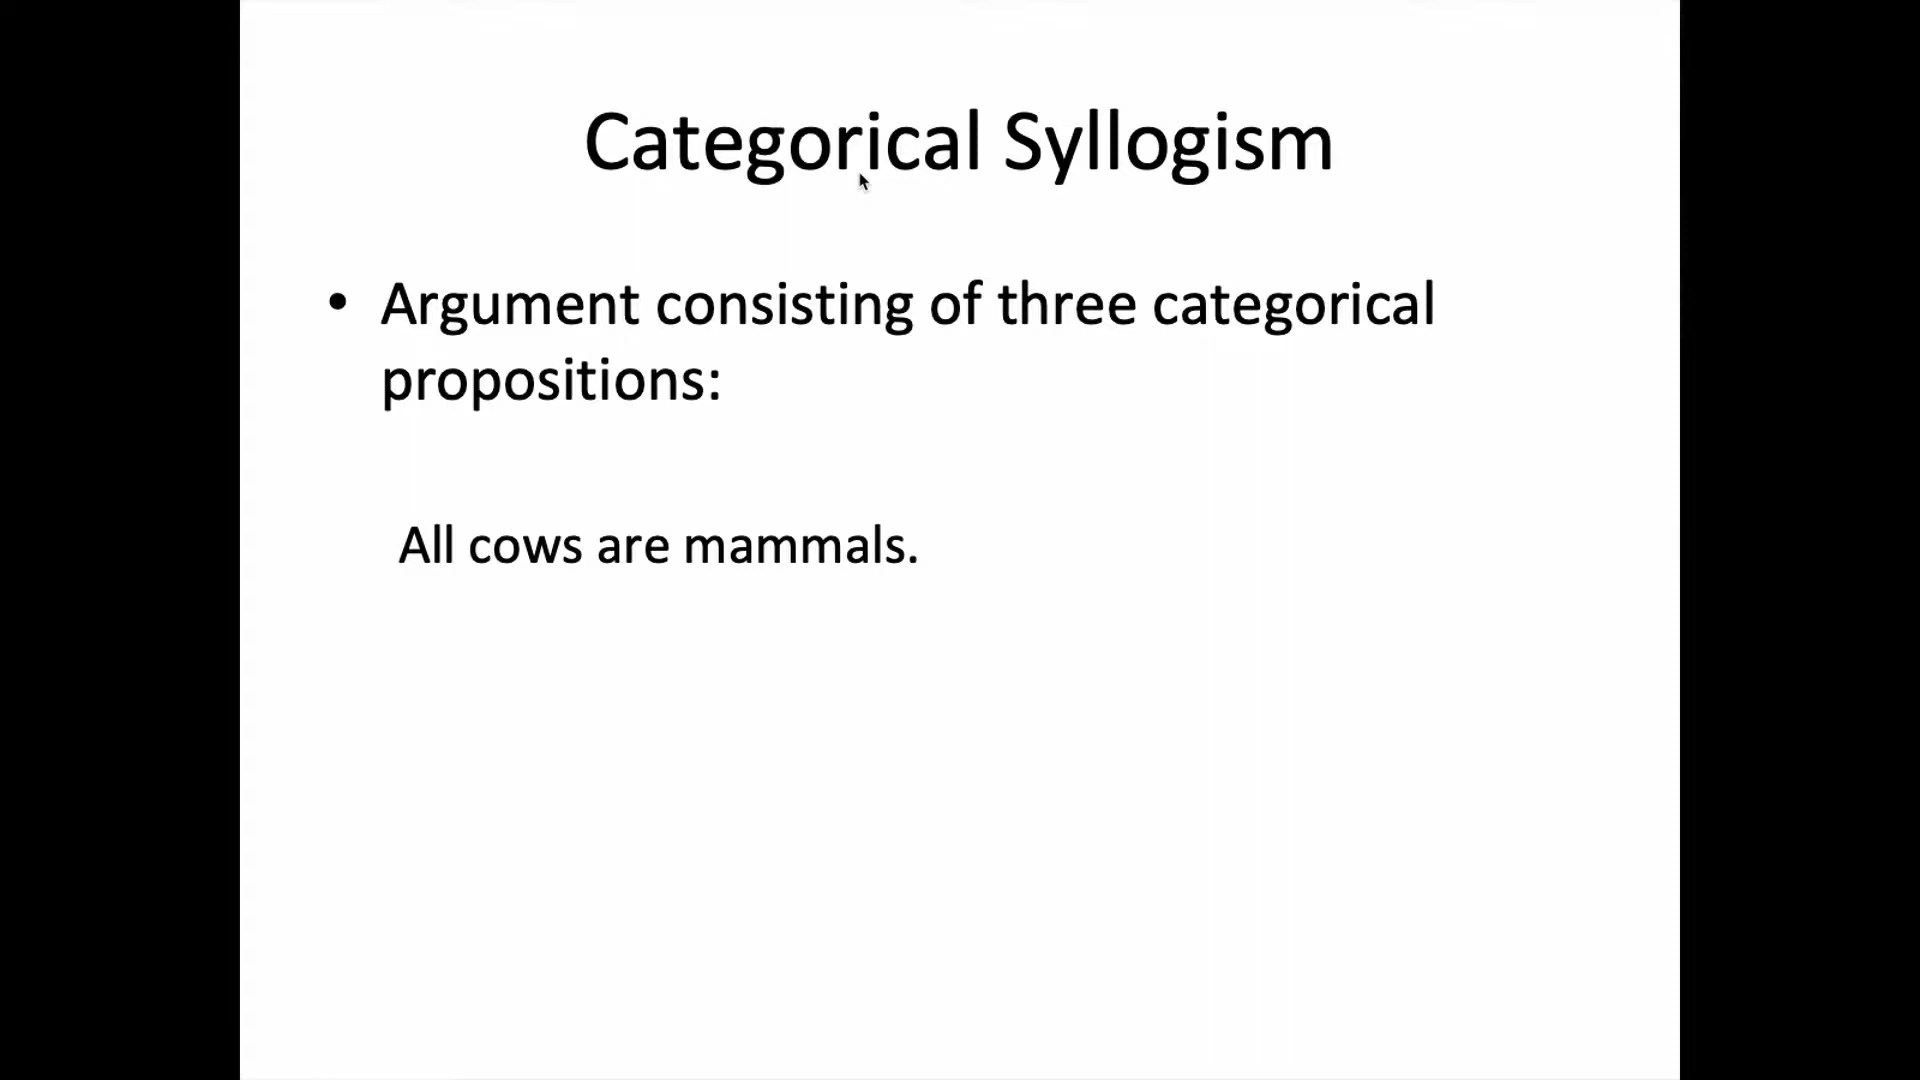 Categorical Syllogism
• Argument consisting of three categorical
propositions:
All cows are mammals.